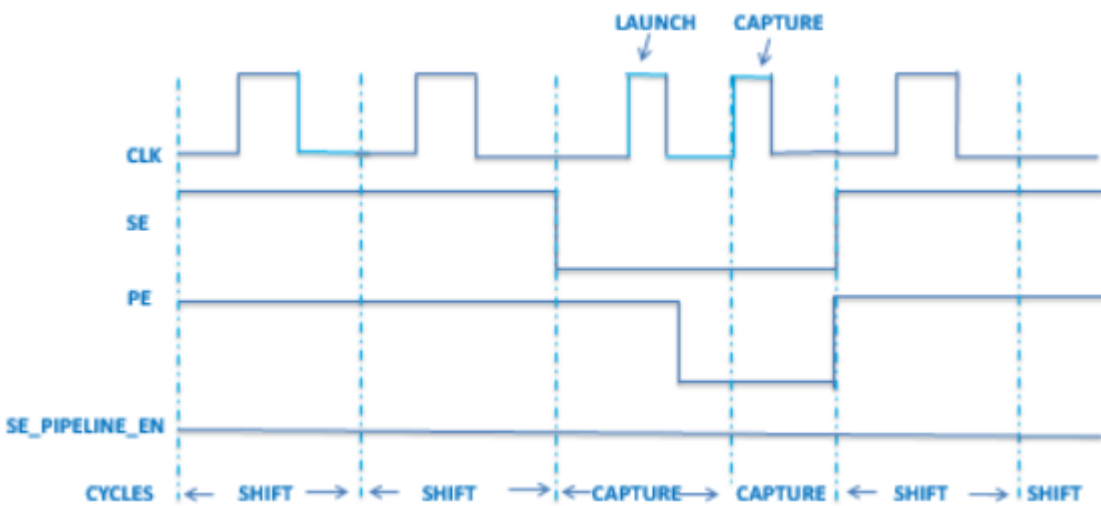 LAUNCH CAPTURE
CLK
SE
PE
SE_PIPELINE_EN
CYCLES SHIFT SHIFT CAPTURE CAPTURE SHIFT SHIFT